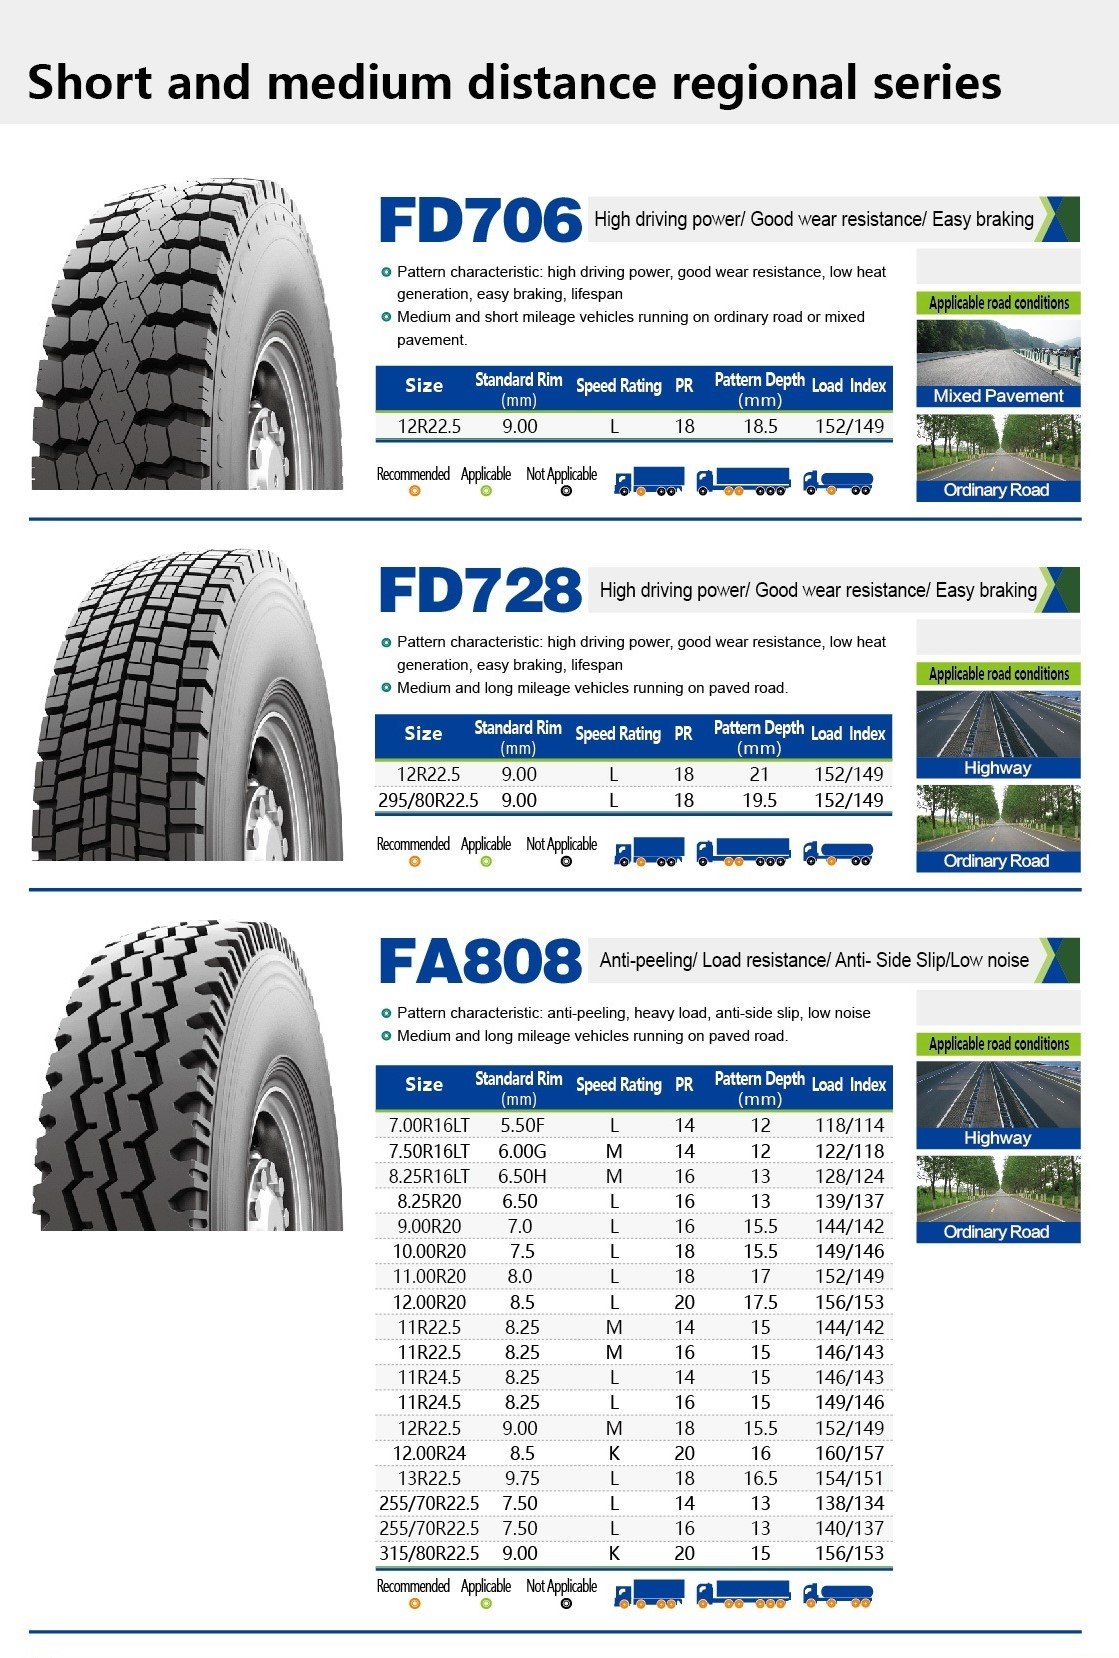 Short and medium distance regional series
FD706
High driving power/ Good wear resistance/ Easy braking
Pattern characteristic: high driving power, good wear resistance, low heat
generation, easy braking, lifespan
Medium and short mileage vehicles running on ordinary road or mixed
pavement.
Applicable road conditions
Mixed Pavement
Ordinary Road
Size Standard Rim (mm) Speed Rating PR Pattern Depth (mm) Load Index
12R22.5 9.00 L 18 18.5 152/149
Recommended Applicable Not Applicable
FD728
High driving power/ Good wear resistance/ Easy braking
Pattern characteristic: high driving power, good wear resistance, low heat
generation, easy braking, lifespan
Medium and long mileage vehicles running on paved road.
Applicable road conditions
Highway
Ordinary Road
Size Standard Rim (mm) Speed Rating PR Pattern Depth (mm) Load Index
12R22.5 9.00 L 18 21 152/149
295/80R22.5 9.00 L 18 19.5 152/149
Recommended Applicable Not Applicable
FA808
Anti-peeling/ Load resistance/ Anti- Side Slip/Low noise
Pattern characteristic: anti-peeling, heavy load, anti-side slip, low noise
Medium and long mileage vehicles running on paved road.
Applicable road conditions
Highway
Ordinary Road
Size Standard Rim (mm) Speed Rating PR Pattern Depth (mm) Load Index
7.00R16LT 5.50F L 14 12 118/114
7.50R16LT 6.00G M 14 12 122/118
8.25R16LT 6.50H M 16 13 128/124
8.25R20 6.50 L 16 13 139/137
9.00R20 7.0 L 16 15.5 144/142
10.00R20 7.5 L 18 15.5 149/146
11.00R20 8.0 L 18 17 152/149
12.00R20 8.5 L 20 17.5 156/153
11R22.5 8.25 M 14 15 144/142
11R22.5 8.25 M 16 15 146/143
11R24.5 8.25 L 14 15 146/143
11R24.5 8.25 L 16 15 149/146
12R22.5 9.00 M 18 15.5 152/149
12.00R24 8.5 K 20 16 160/157
13R22.5 9.75 L 18 16.5 154/151
255/70R22.5 7.50 L 14 13 138/134
255/70R22.5 7.50 L 16 13 140/137
315/80R22.5 9.00 K 20 15 156/153
Recommended Applicable Not Applicable